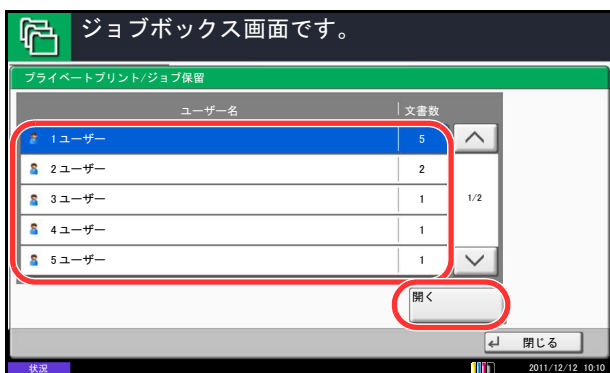 ジョブボックス画面です。
プライベートプリント/ジョブ保留
ユーザー名 文書数
1 ユーザー 5
2 ユーザー 2
3 ユーザー 1
4 ユーザー 1
5 ユーザー 1
1/2
開く
閉じる
状況 2011/12/12 10:10